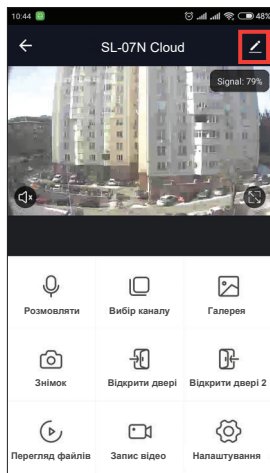 10:44 48%
SL-07N Cloud
Signal: 79%
Розмовляти Вибір каналу Галерея
Знімок Відкрити двері Відкрити двері 2
Перегляд файлів Запис відео Налаштування